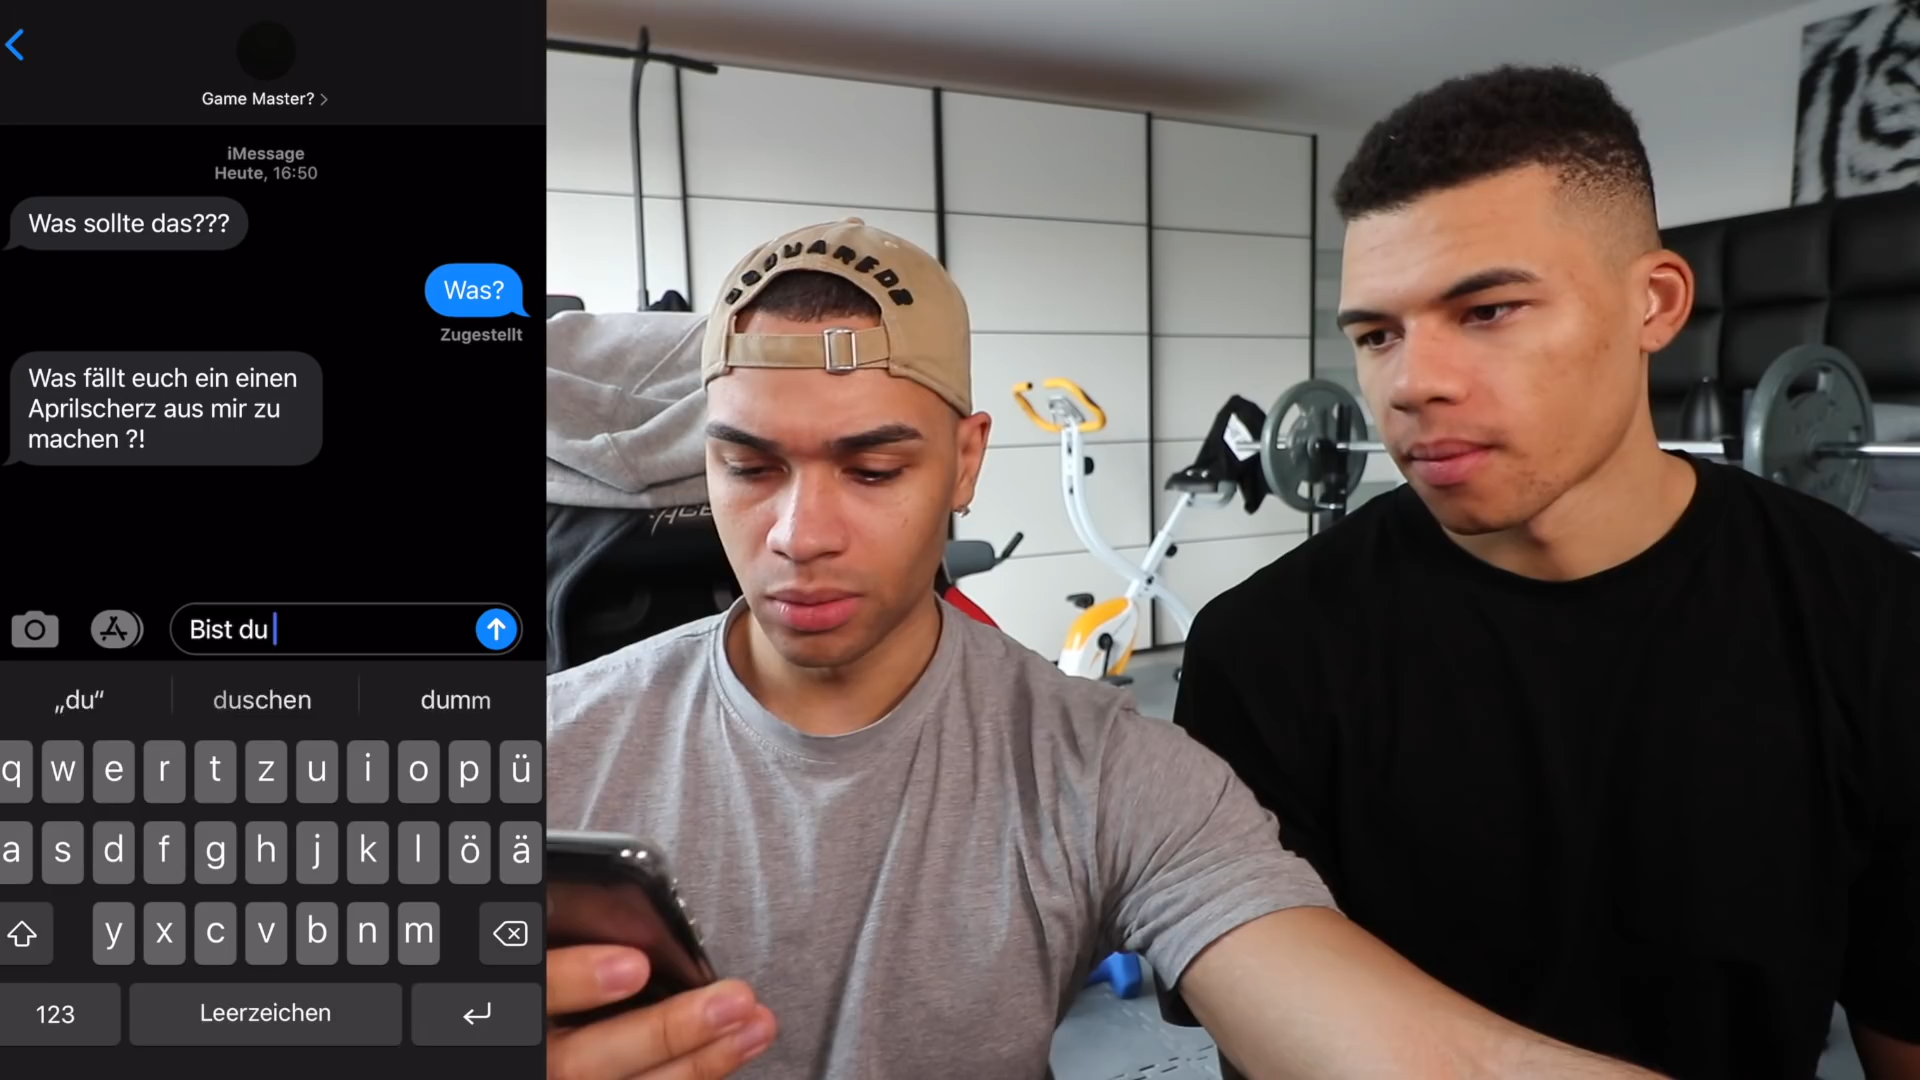 Game Master?
iMessage
Heute, 16:50
Was sollte das???
Was?
Zugestellt
Was fällt euch ein einen
Aprilscherz aus mir zu
machen ?!
Bist du
„du“ duschen dumm
q w e r t z u i o p ü
a s d f g h j k l ö ä
y x c v b n m
123 Leerzeichen
DSQUARED2